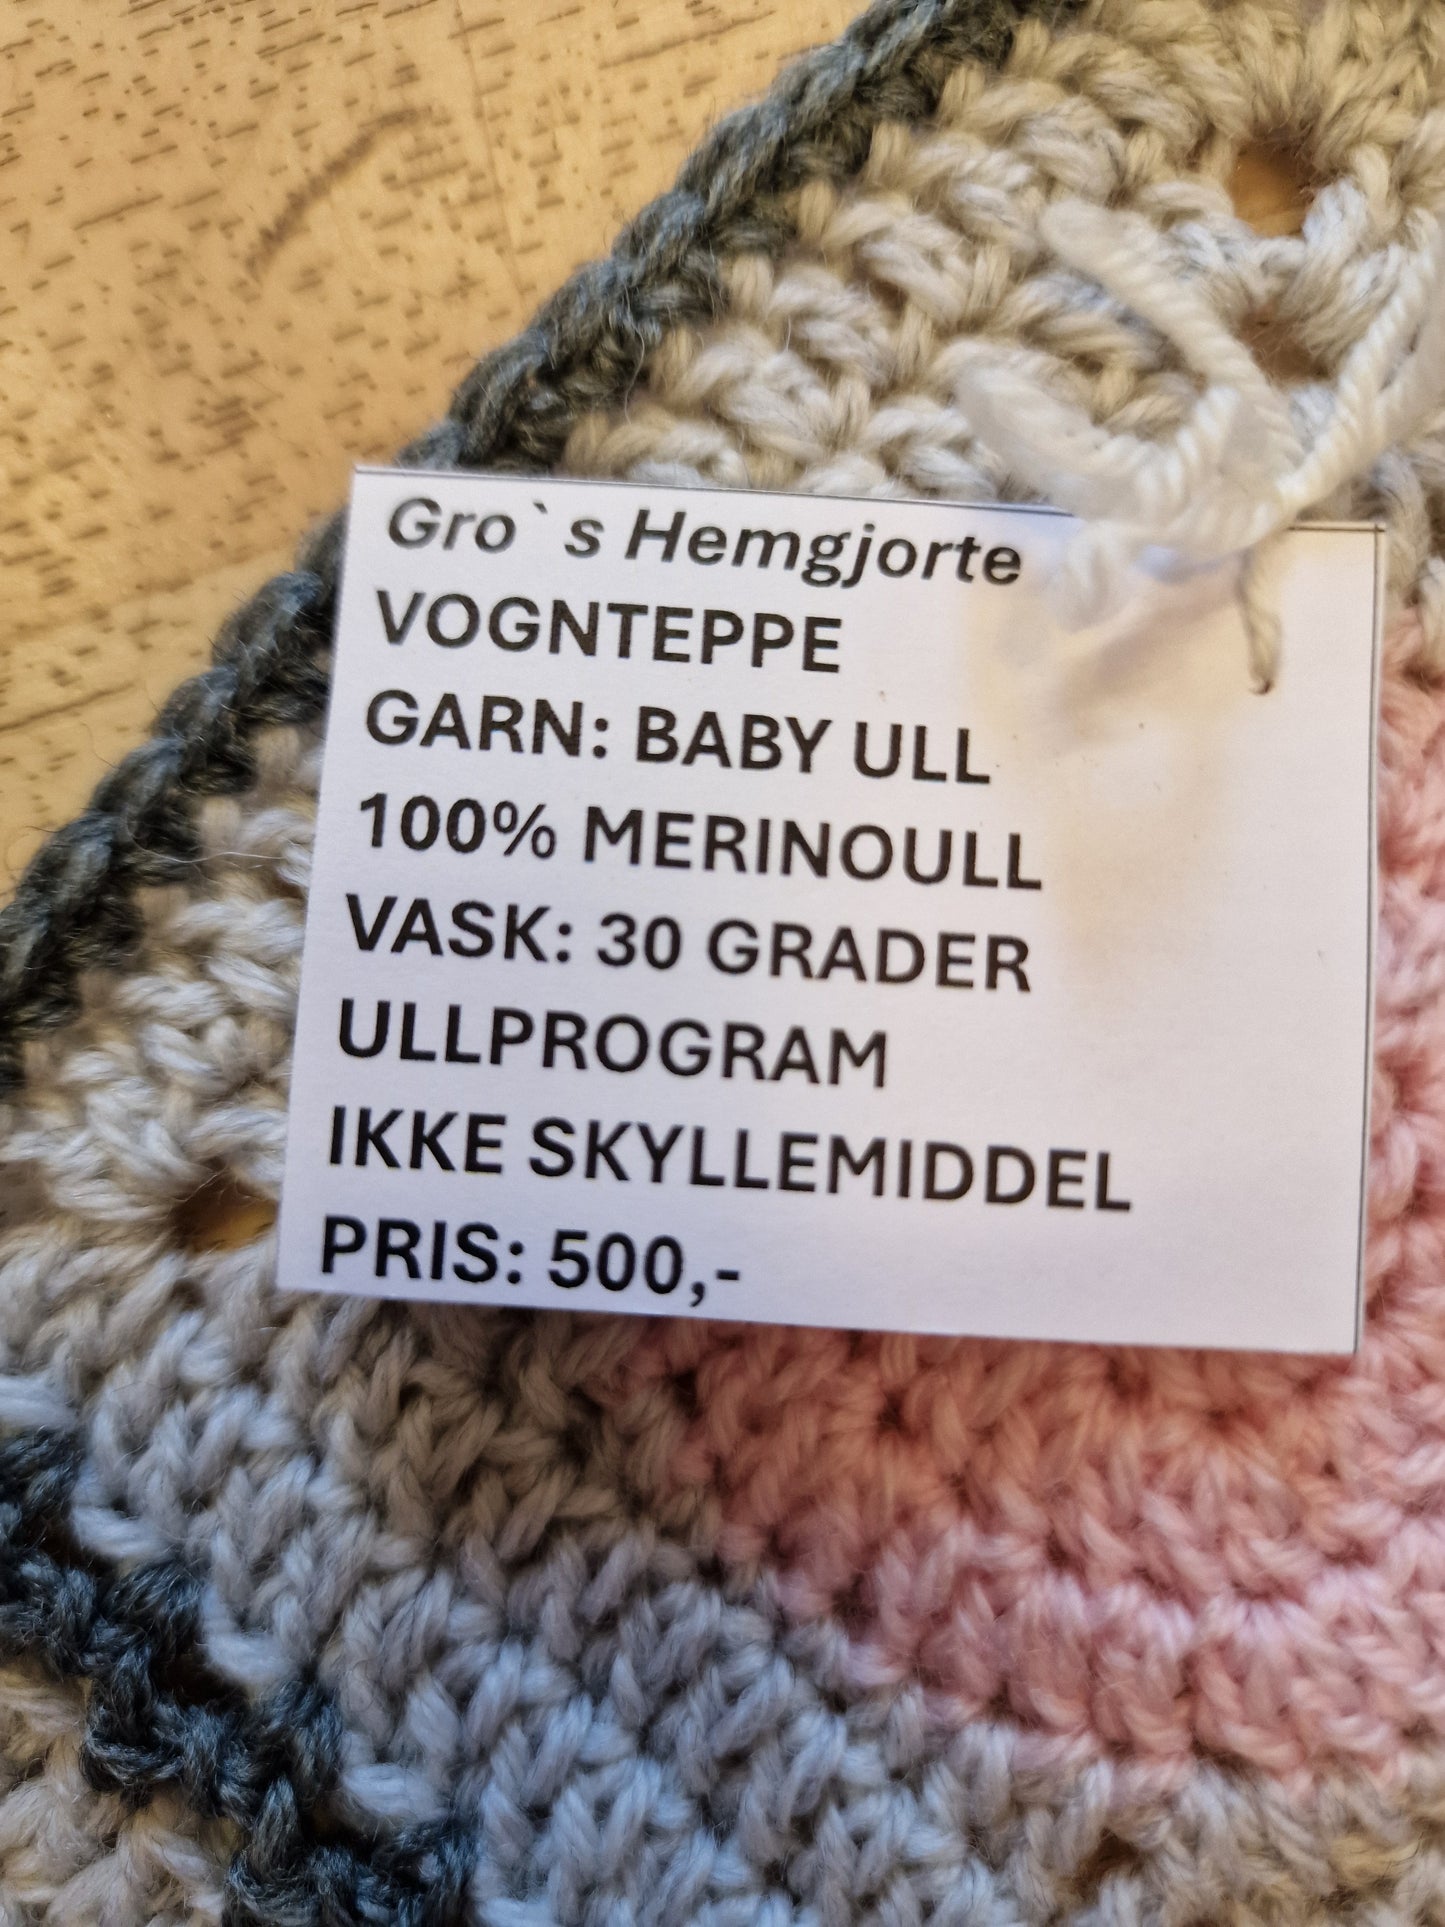 Gro`s Hemgjorte
VOGNTEPPE
GARN: BABY ULL
100% MERINOULL
VASK: 30 GRADER
ULLPROGRAM
IKKE SKYLLEMIDDEL
PRIS: 500,-